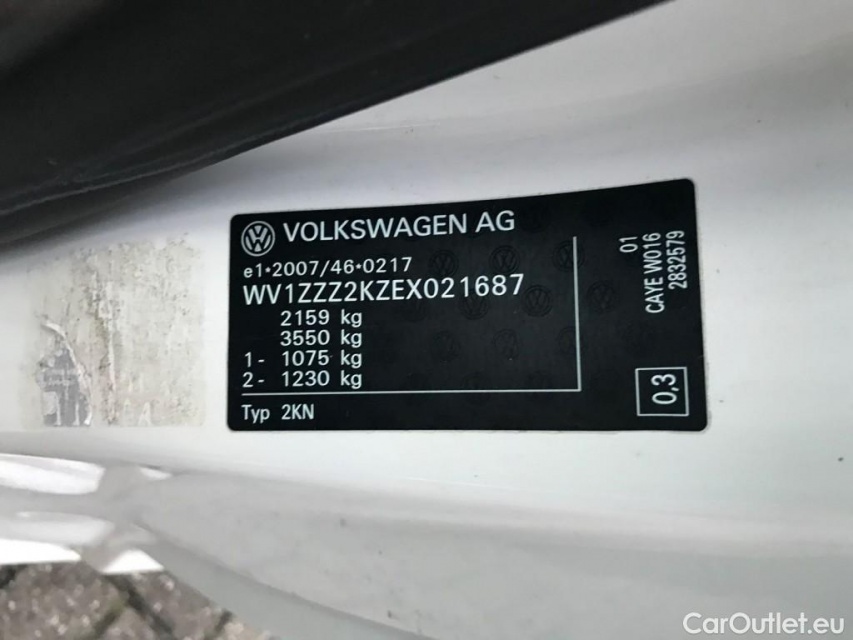 VOLKSWAGEN AG
e1*2007/46*0217
WV1ZZZ2KZEX021687
2159 kg
3550 kg
1- 1075 kg
2- 1230 kg
Typ 2KN
01
CAYE W016
2832579
0,3
CarOutlet.eu